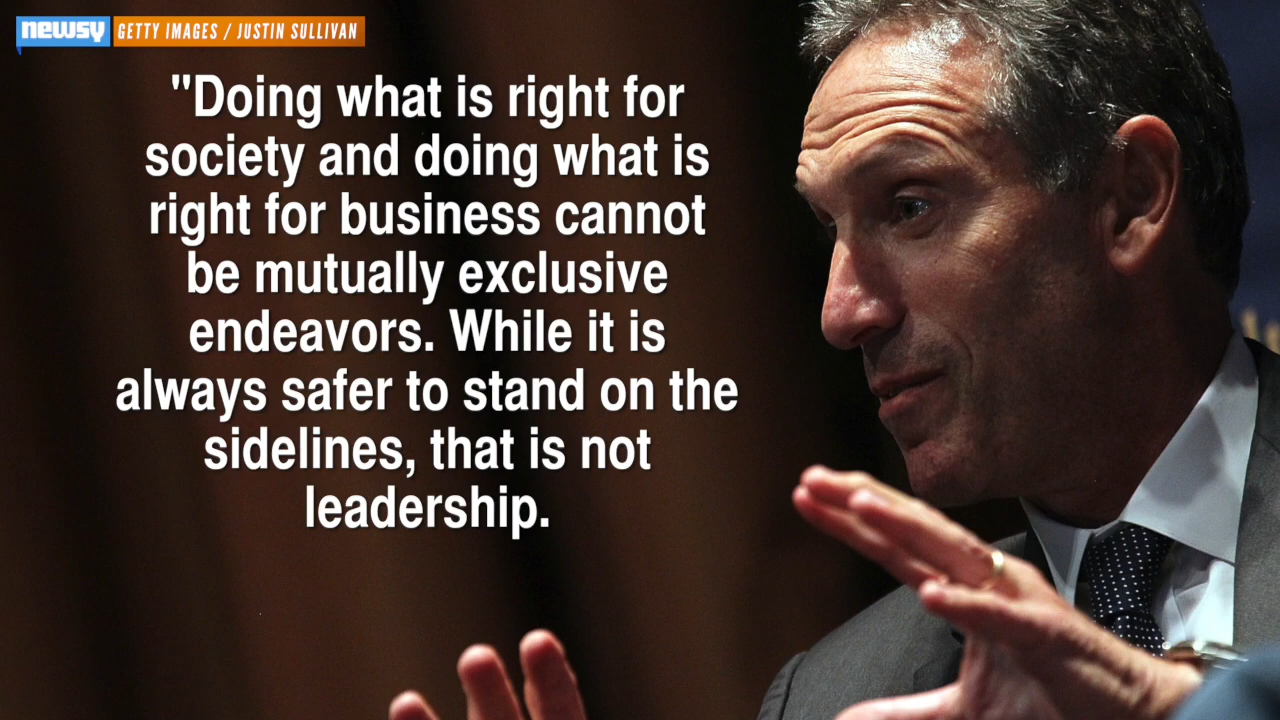 newsy GETTY IMAGES / JUSTIN SULLIVAN
"Doing what is right for
society and doing what is
right for business cannot
be mutually exclusive
endeavors. While it is
always safer to stand on the
sidelines, that is not
leadership.